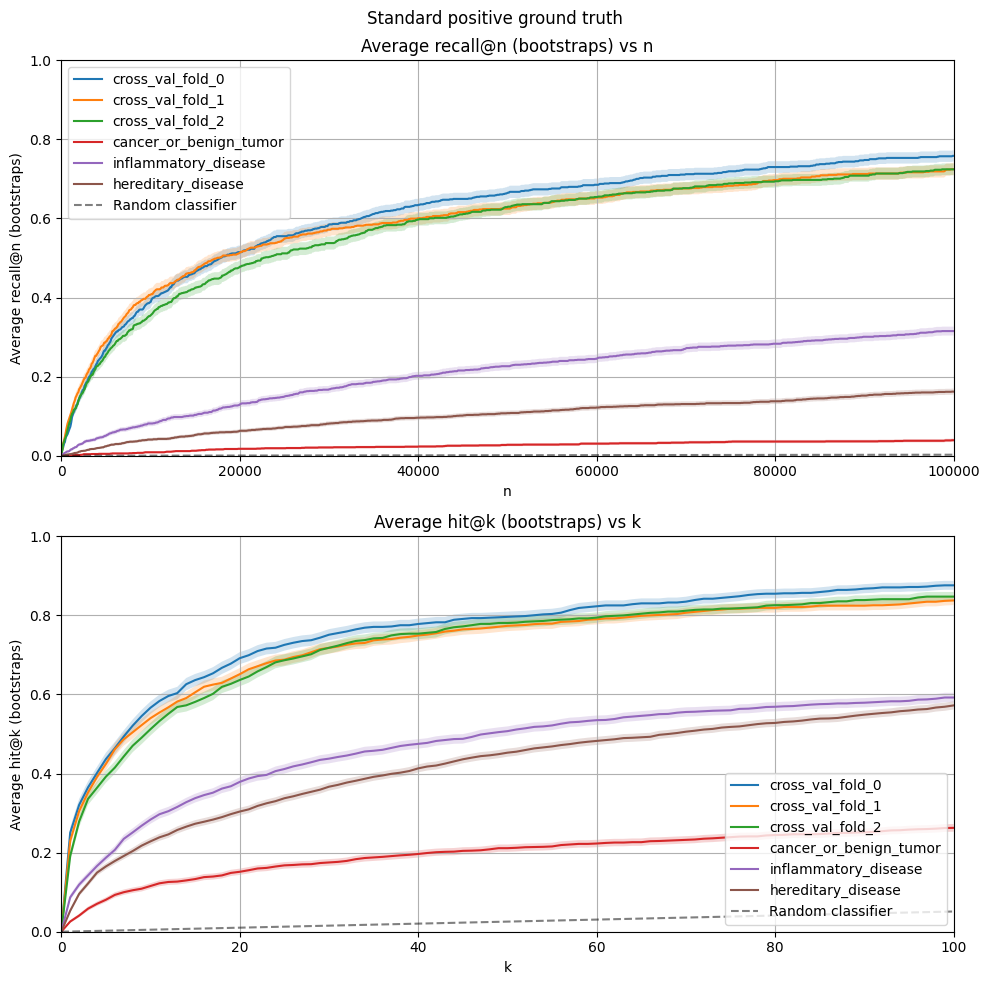 Standard positive ground truth
Average recall@n (bootstraps) vs n
Average recall@n (bootstraps)
1.0
0.8
0.6
0.4
0.2
0.0
cross_val_fold_0
cross_val_fold_1
cross_val_fold_2
cancer_or_benign_tumor
inflammatory_disease
hereditary_disease
Random classifier
0 20000 40000 60000 80000 100000
n
Average hit@k (bootstraps) vs k
Average hit@k (bootstraps)
1.0
0.8
0.6
0.4
0.2
0.0
cross_val_fold_0
cross_val_fold_1
cross_val_fold_2
cancer_or_benign_tumor
inflammatory_disease
hereditary_disease
Random classifier
0 20 40 60 80 100
k